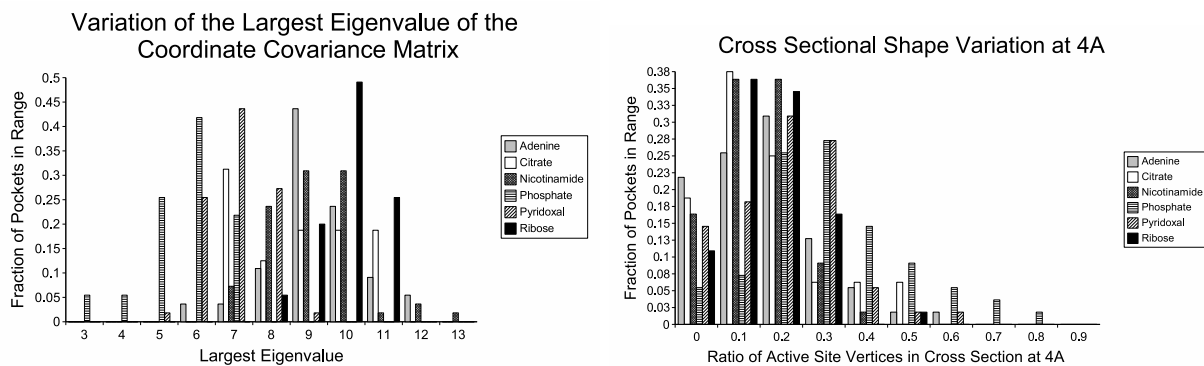 Variation of the Largest Eigenvalue of the
Coordinate Covariance Matrix
Fraction of Pockets in Range
0.5
0.45
0.4
0.35
0.3
0.25
0.2
0.15
0.1
0.05
0
3 4 5 6 7 8 9 10 11 12 13
Largest Eigenvalue
Adenine
Citrate
Nicotinamide
Phosphate
Pyridoxal
Ribose
Cross Sectional Shape Variation at 4A
Fraction of Pockets in Range
0.38
0.35
0.33
0.3
0.28
0.25
0.23
0.2
0.18
0.15
0.13
0.1
0.08
0.05
0.03
0
0 0.1 0.2 0.3 0.4 0.5 0.6 0.7 0.8 0.9
Ratio of Active Site Vertices in Cross Section at 4A
Adenine
Citrate
Nicotinamide
Phosphate
Pyridoxal
Ribose